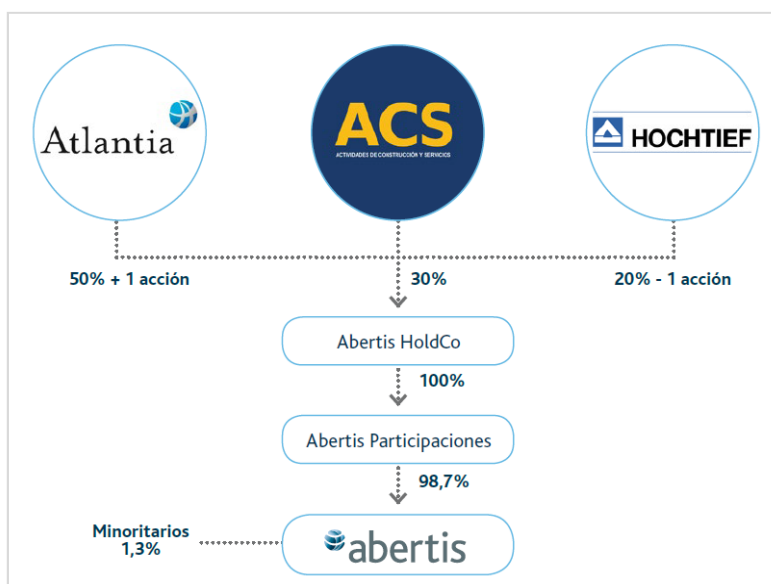 Atlantia
ACS
ACTIVIDADES DE CONSTRUCCIÓN Y SERVICIOS
HOCHTIEF
50% + 1 acción
30%
20% - 1 acción
Abertis HoldCo
100%
Abertis Participaciones
98,7%
Minoritarios
1,3%
abertis